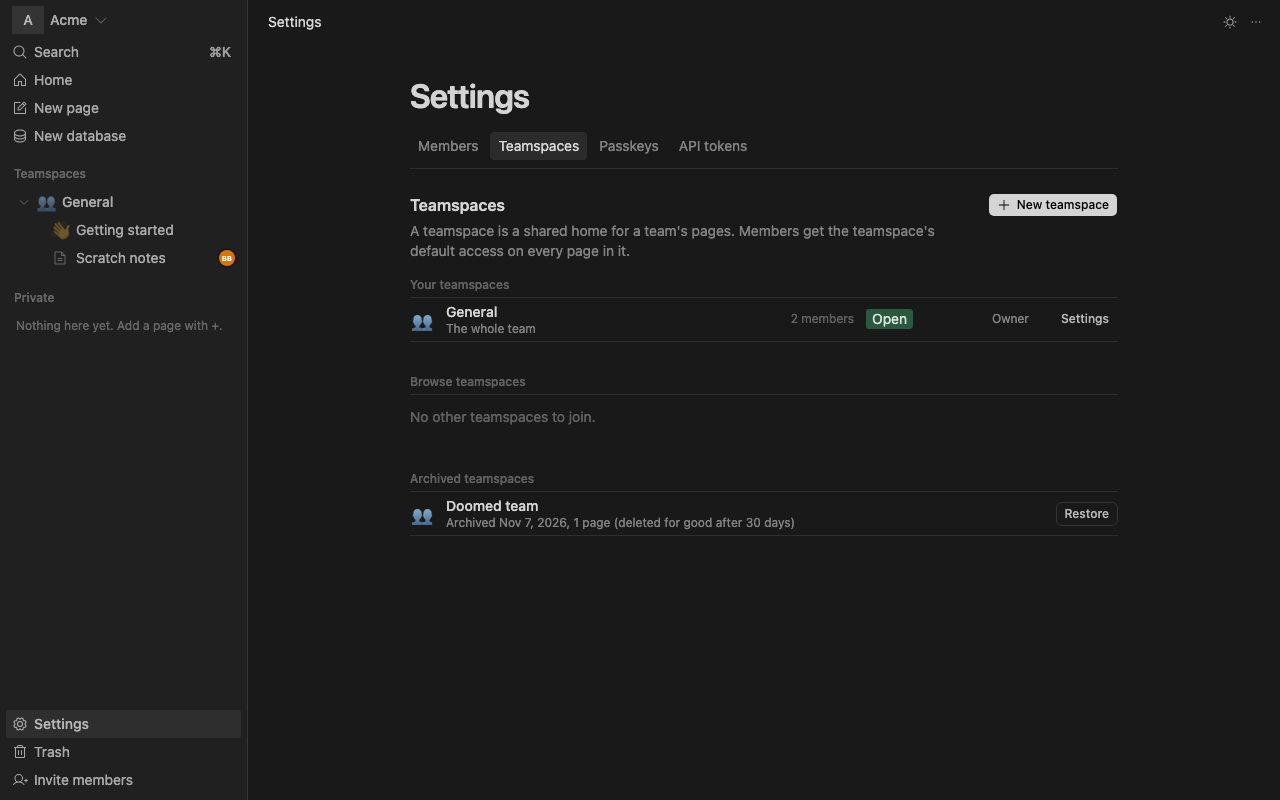 A Acme
Search ⌘K
Home
New page
New database
Teamspaces
General
Getting started
Scratch notes BB
Private
Nothing here yet. Add a page with +.
Settings
Trash
Invite members
Settings
Settings
Members Teamspaces Passkeys API tokens
Teamspaces
New teamspace
A teamspace is a shared home for a team's pages. Members get the teamspace's
default access on every page in it.
Your teamspaces
General
The whole team
2 members Open Owner Settings
Browse teamspaces
No other teamspaces to join.
Archived teamspaces
Doomed team
Archived Nov 7, 2026, 1 page (deleted for good after 30 days)
Restore